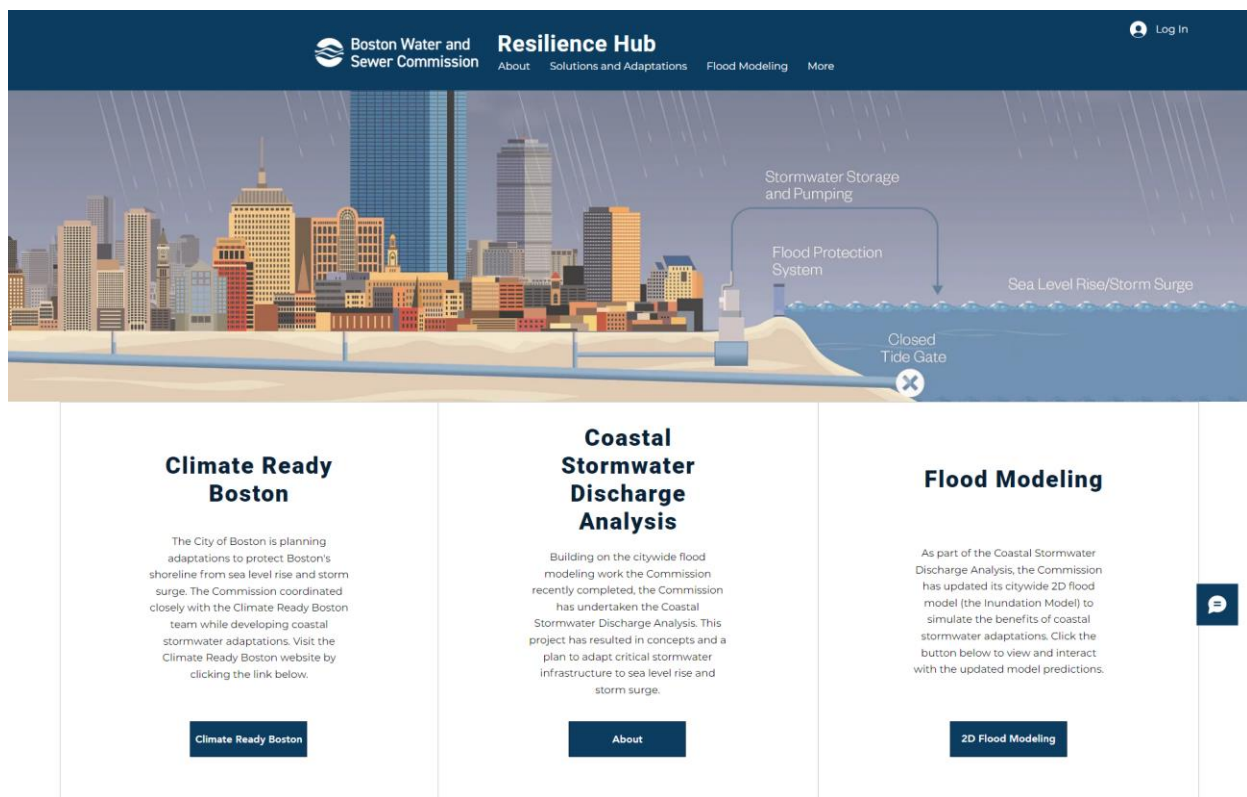 Boston Water and
Sewer Commission
Resilience Hub
About Solutions and Adaptations Flood Modeling More
Log In
Stormwater Storage
and Pumping
Flood Protection
System
Sea Level Rise/Storm Surge
Closed
Tide Gate
Climate Ready
Boston
The City of Boston is planning
adaptations to protect Boston's
shoreline from sea level rise and storm
surge. The Commission coordinated
closely with the Climate Ready Boston
team while developing coastal
stormwater adaptations. Visit the
Climate Ready Boston website by
clicking the link below.
Climate Ready Boston
Coastal
Stormwater
Discharge
Analysis
Building on the citywide flood
modeling work the Commission
recently completed, the Commission
has undertaken the Coastal
Stormwater Discharge Analysis. This
project has resulted in concepts and a
plan to adapt critical stormwater
infrastructure to sea level rise and
storm surge.
About
Flood Modeling
As part of the Coastal Stormwater
Discharge Analysis, the Commission
has updated its citywide 2D flood
model (the Inundation Model) to
simulate the benefits of coastal
stormwater adaptations. Click the
button below to view and interact
with the updated model predictions.
2D Flood Modeling